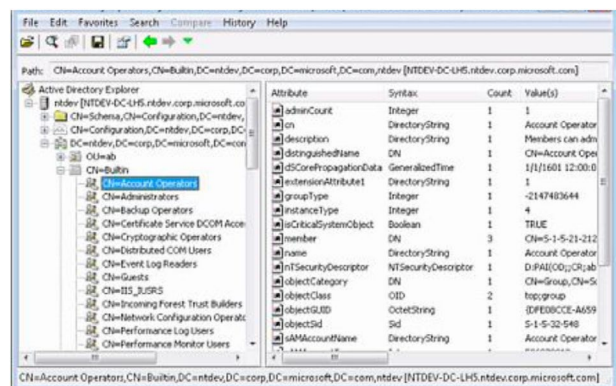 File Edit Favorites Search Compare History Help
Path: CN=Account Operators,CN=Builtin,DC=ntdev,DC=corp,DC=microsoft,DC=com,ntdev [NTDEV-DC-LH5.ntdev.corp.microsoft.com]
Active Directory Explorer
ntdev [NTDEV-DC-LH5.ntdev.corp.microsoft.co
CN=Schema,CN=Configuration,DC=ntdev,
CN=Configuration,DC=ntdev,DC=corp,DC=
DC=ntdev,DC=corp,DC=microsoft,DC=con
OU=ab
CN=Builtin
CN=Account Operators
CN=Administrators
CN=Backup Operators
CN=Certificate Service DCOM Acce
CN=Cryptographic Operators
CN=Distributed COM Users
CN=Event Log Readers
CN=Guests
CN=IIS_IUSRS
CN=Incoming Forest Trust Builders
CN=Network Configuration Operato
CN=Performance Log Users
CN=Performance Monitor Users
Attribute Syntax Count Value(s)
adminCount Integer 1 1
cn DirectoryString 1 Account Operator
description DirectoryString 1 Members can adm
distinguishedName DN 1 CN=Account Oper
dSCorePropagationData GeneralizedTime 1 1/1/1601 12:00:0
extensionAttribute1 DirectoryString 1 1
groupType Integer 1 -2147483644
instanceType Integer 1 4
isCriticalSystemObject Boolean 1 TRUE
member DN 3 CN=S-1-5-21-212
name DirectoryString 1 Account Operator
nTSecurityDescriptor NTSecurityDescriptor 1 D:PAI(OD;;CR;ab
objectCategory DN 1 CN=Group,CN=Sc
objectClass OID 2 top;group
objectGUID OctetString 1 {DFE08CCE-A659
objectSid Sid 1 S-1-5-32-548
sAMAccountName DirectoryString 1 Account Operator
CN=Account Operators,CN=Builtin,DC=ntdev,DC=corp,DC=microsoft,DC=com,ntdev [NTDEV-DC-LH5.ntdev.corp.microsoft.com]